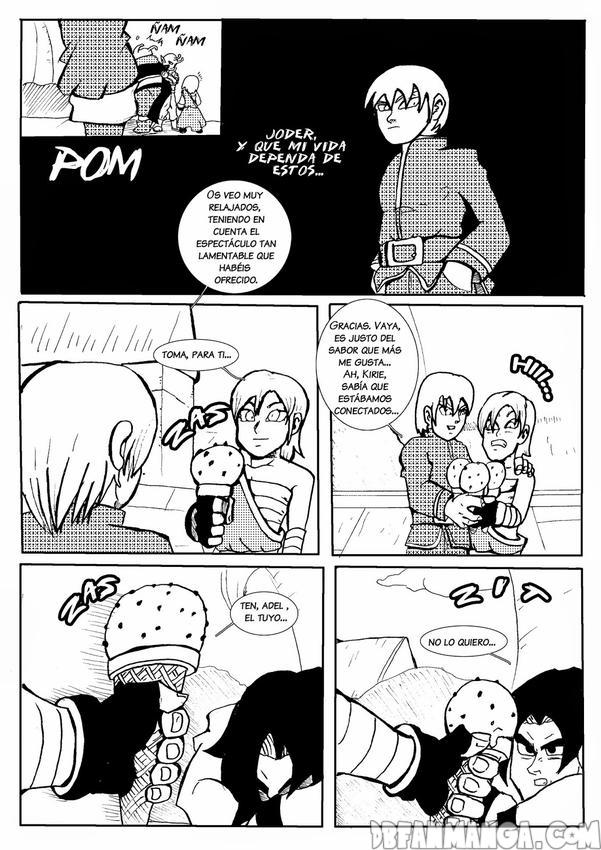 ÑAM
ÑAM
POM
JODER,
Y QUE MI VIDA
DEPENDA DE
ESTOS...
OS VEO MUY
RELAJADOS,
TENIENDO EN
CUENTA EL
ESPECTÁCULO TAN
LAMENTABLE QUE
HABÉIS
OFRECIDO.
TOMA, PARA TI...
ZAS
GRACIAS. VAYA,
ES JUSTO DEL
SABOR QUE MÁS
ME GUSTA...
AH, KIRIE,
SABÍA QUE
ESTÁBAMOS
CONECTADOS...
HIII...
ZAS
TEN, ADEL,
EL TUYO...
ZIT
NO LO QUIERO...
DBFANMANGA.COM